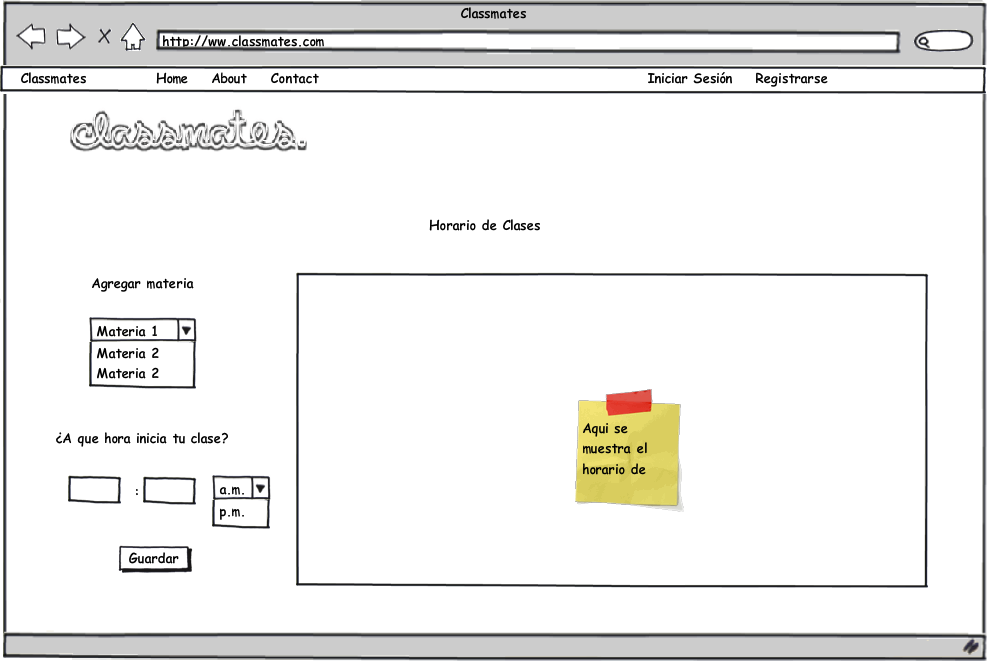 Classmates
http://ww.classmates.com
Classmates Home About Contact Iniciar Sesión Registrarse
classmates.
Horario de Clases
Agregar materia
Materia 1
Materia 2
Materia 2
¿A que hora inicia tu clase?
: a.m.
p.m.
Guardar
Aqui se
muestra el
horario de